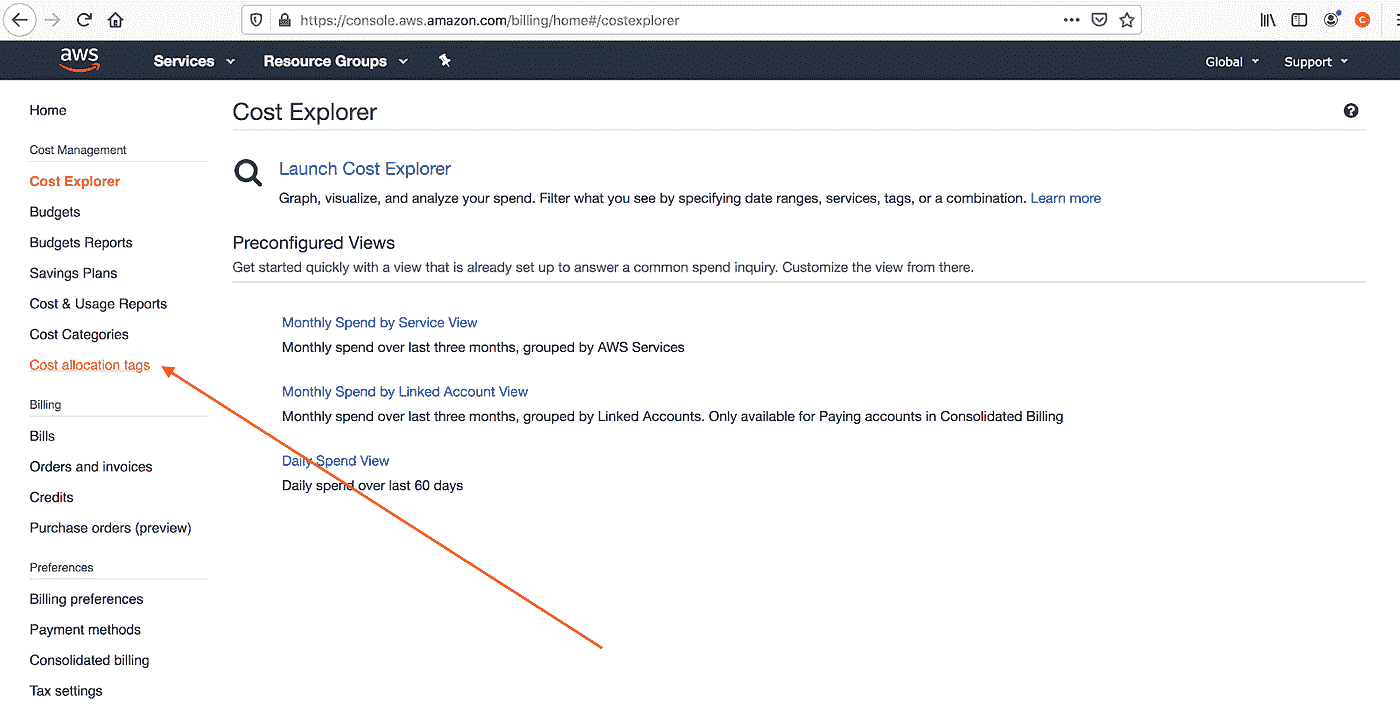 https://console.aws.amazon.com/billing/home#/costexplorer
C
aws
Services
Resource Groups
Global
Support
Home
Cost Management
Cost Explorer
Budgets
Budgets Reports
Savings Plans
Cost & Usage Reports
Cost Categories
Cost allocation tags
Billing
Bills
Orders and invoices
Credits
Purchase orders (preview)
Preferences
Billing preferences
Payment methods
Consolidated billing
Tax settings
Cost Explorer
?
Launch Cost Explorer
Graph, visualize, and analyze your spend. Filter what you see by specifying date ranges, services, tags, or a combination. Learn more
Preconfigured Views
Get started quickly with a view that is already set up to answer a common spend inquiry. Customize the view from there.
Monthly Spend by Service View
Monthly spend over last three months, grouped by AWS Services
Monthly Spend by Linked Account View
Monthly spend over last three months, grouped by Linked Accounts. Only available for Paying accounts in Consolidated Billing
Daily Spend View
Daily spend over last 60 days